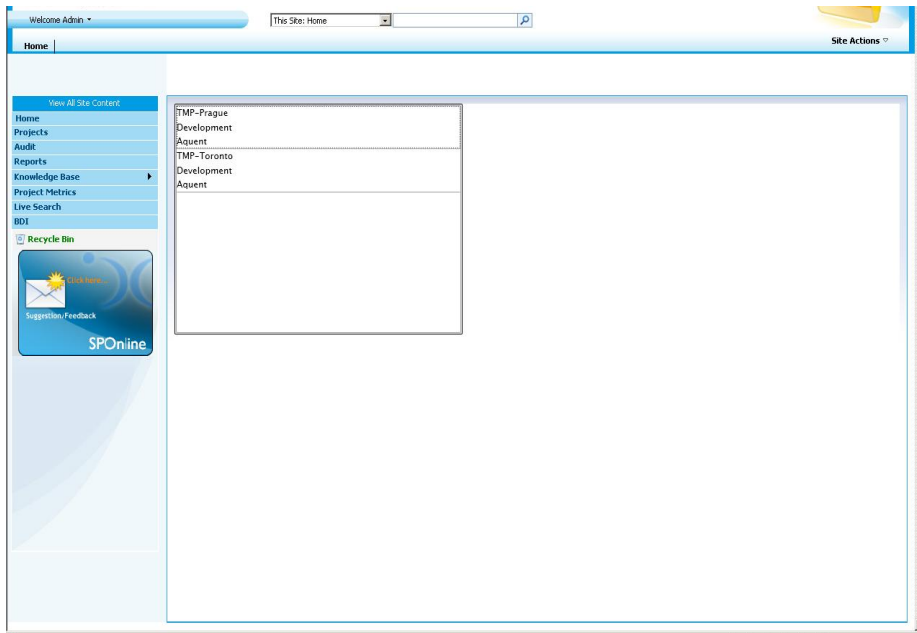 Welcome Admin
This Site: Home
Home
Site Actions
View All Site Content
Home
Projects
Audit
Reports
Knowledge Base
Project Metrics
Live Search
BDI
Recycle Bin
Click here...
Suggestion/Feedback
SPOnline
TMP-Prague
Development
Aquent
TMP-Toronto
Development
Aquent